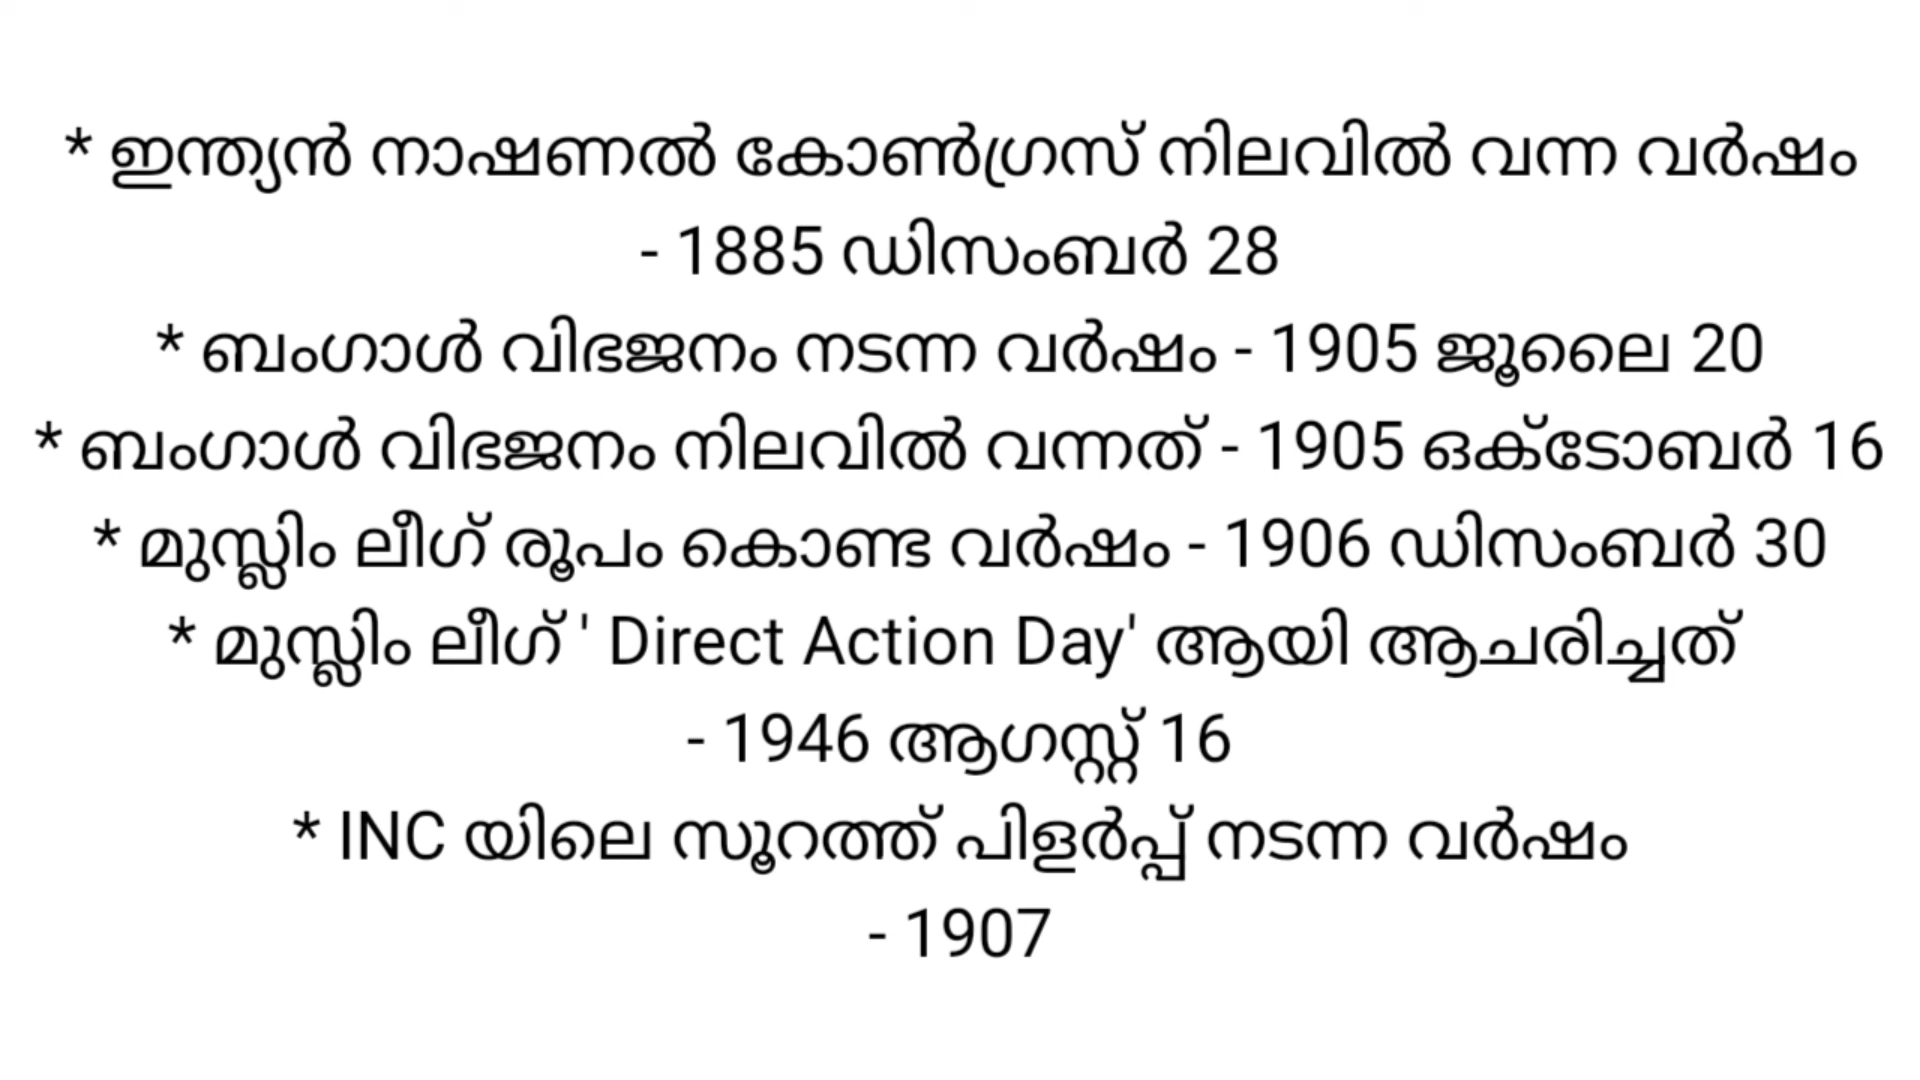 * ഇന്ത്യൻ നാഷണൽ കോൺഗ്രസ് നിലവിൽ വന്ന വർഷം
- 1885 ഡിസംബർ 28
* ബംഗാൾ വിഭജനം നടന്ന വർഷം - 1905 ജൂലൈ 20
* ബംഗാൾ വിഭജനം നിലവിൽ വന്നത് - 1905 ഒക്ടോബർ 16
* മുസ്ലിം ലീഗ് രൂപം കൊണ്ട വർഷം - 1906 ഡിസംബർ 30
* മുസ്ലിം ലീഗ് ' Direct Action Day' ആയി ആചരിച്ചത്
- 1946 ആഗസ്റ്റ് 16
* INC യിലെ സൂറത്ത് പിളർപ്പ് നടന്ന വർഷം
- 1907